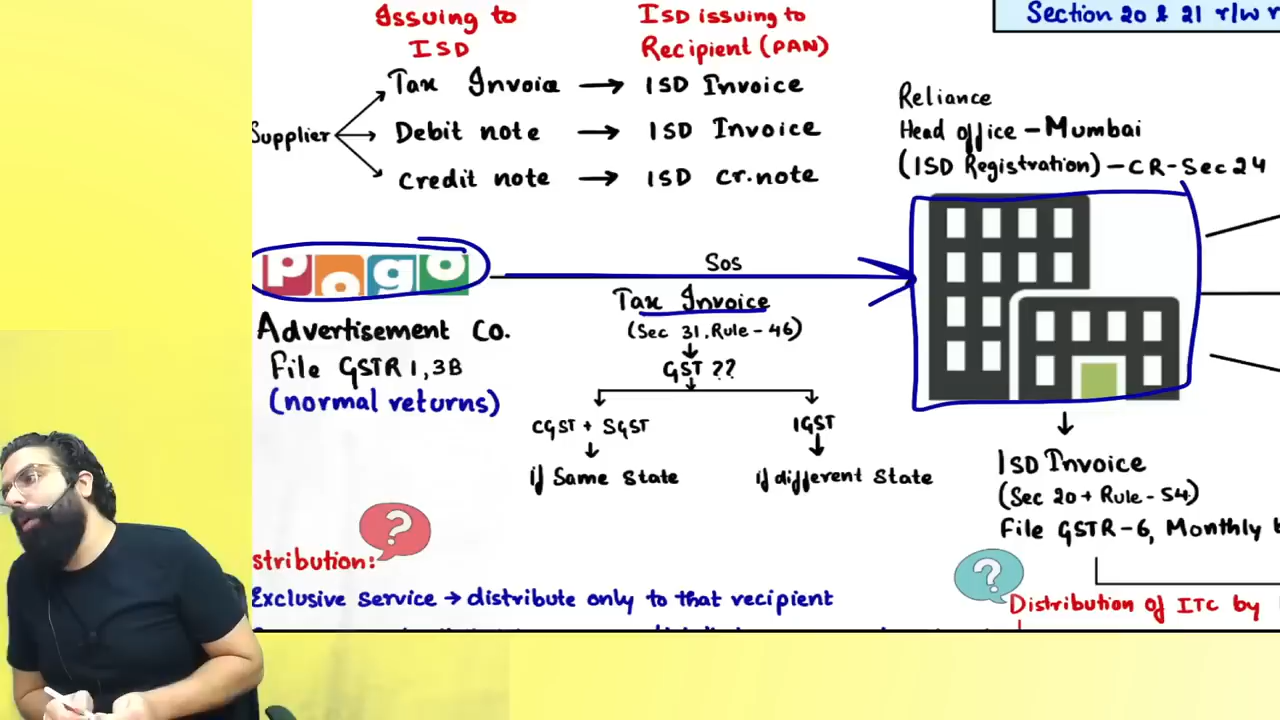 Issuing to
ISD
ISD issuing to
Recipient (PAN)
Section 20 & 21 r/w r
Supplier
Tax Invoice → ISD Invoice
Debit note → ISD Invoice
Credit note → ISD cr.note
Reliance
Head office - Mumbai
(ISD Registration) - CR-Sec 24
pogo
SoS
Tax Invoice
(Sec 31. Rule-46)
GST ??
Advertisement Co.
File GSTR 1, 3B
(normal returns)
CGST + SGST
IGST
if Same State
if different State
ISD Invoice
(Sec 20 + Rule-54)
File GSTR-6, Monthly b
?
stribution:
?
Exclusive Service → distribute only to that recipient
Distribution of ITC by